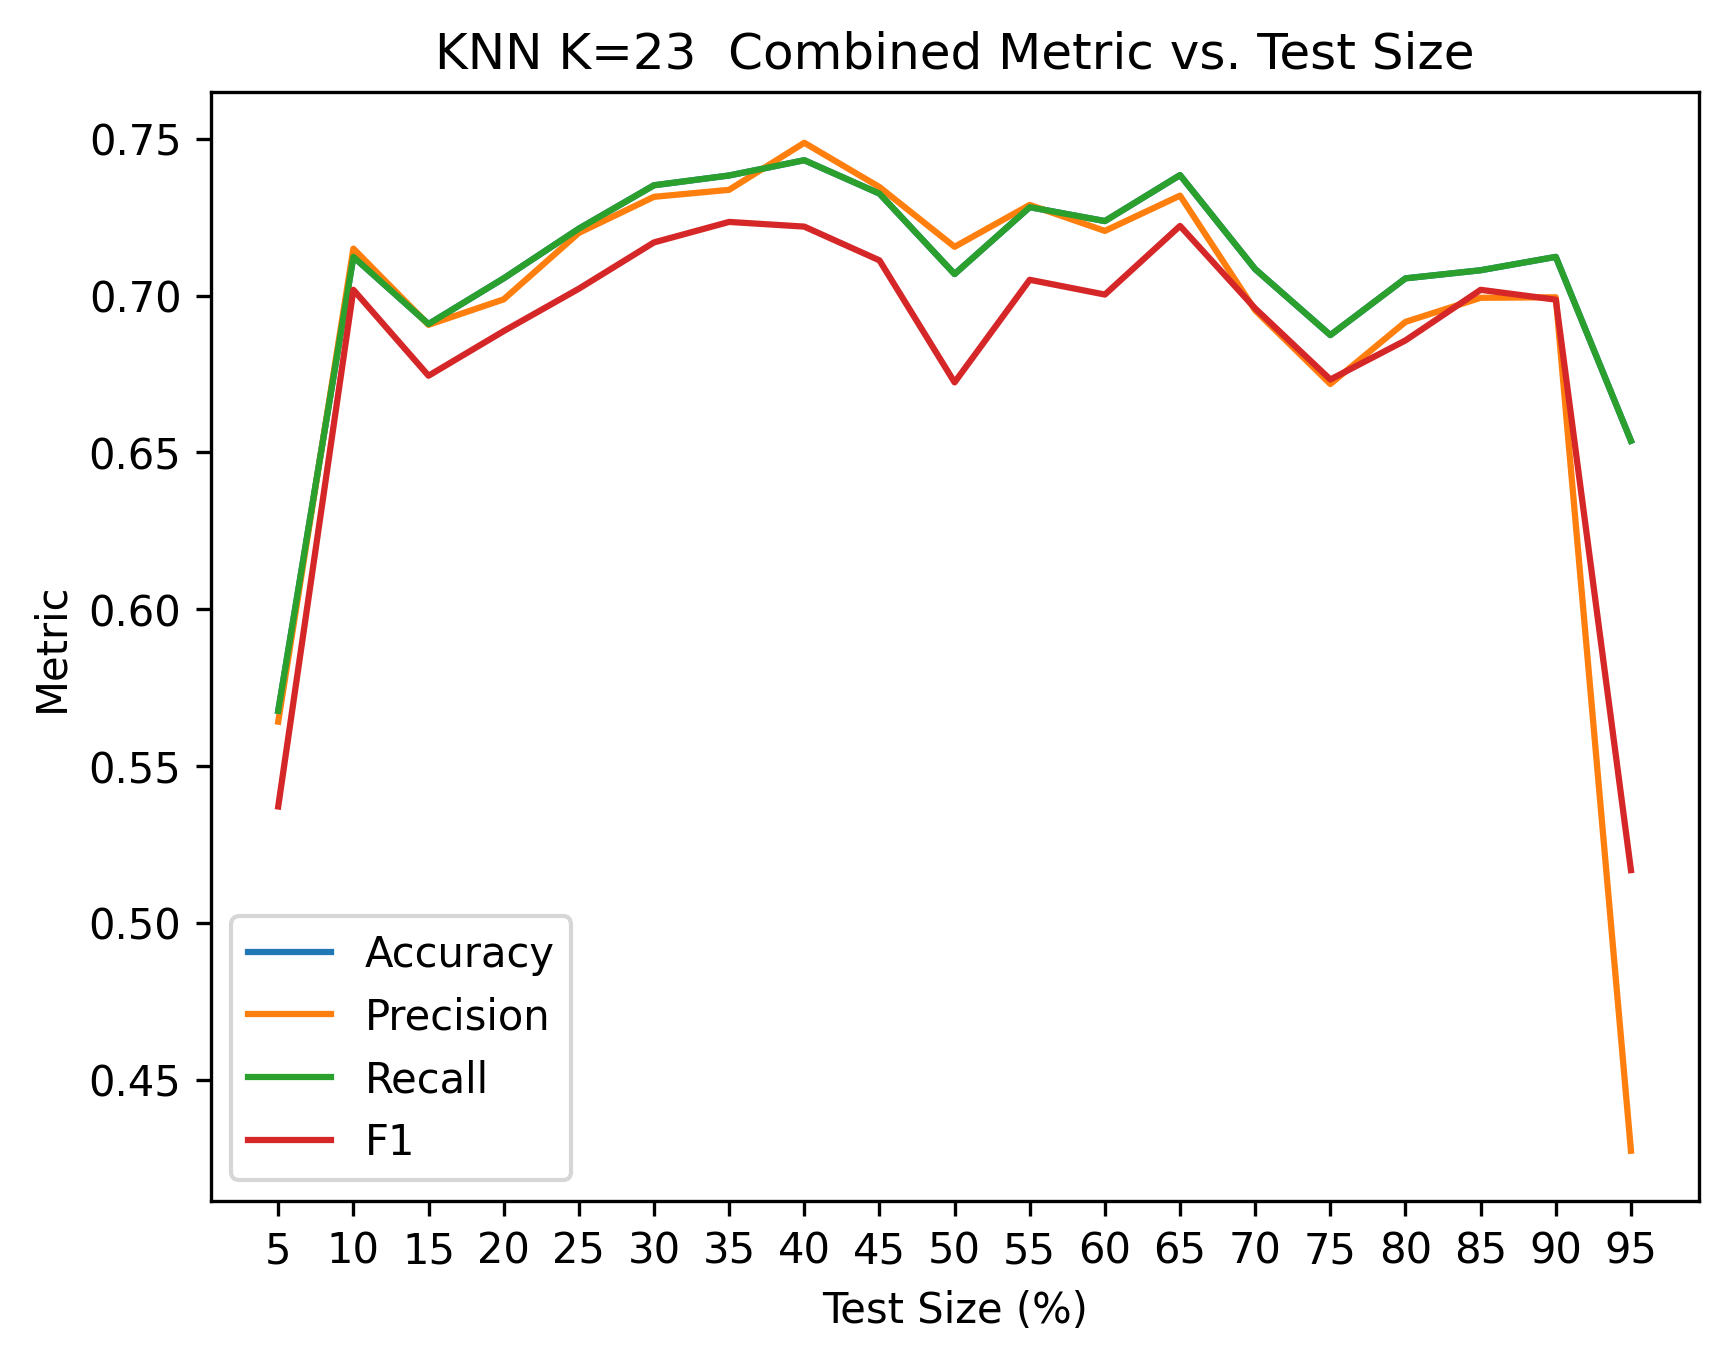 KNN K=23  Combined Metric vs. Test Size
0.75
0.70
0.65
0.60
0.55
0.50
0.45
Metric
Accuracy
Precision
Recall
F1
5 10 15 20 25 30 35 40 45 50 55 60 65 70 75 80 85 90 95
Test Size (%)